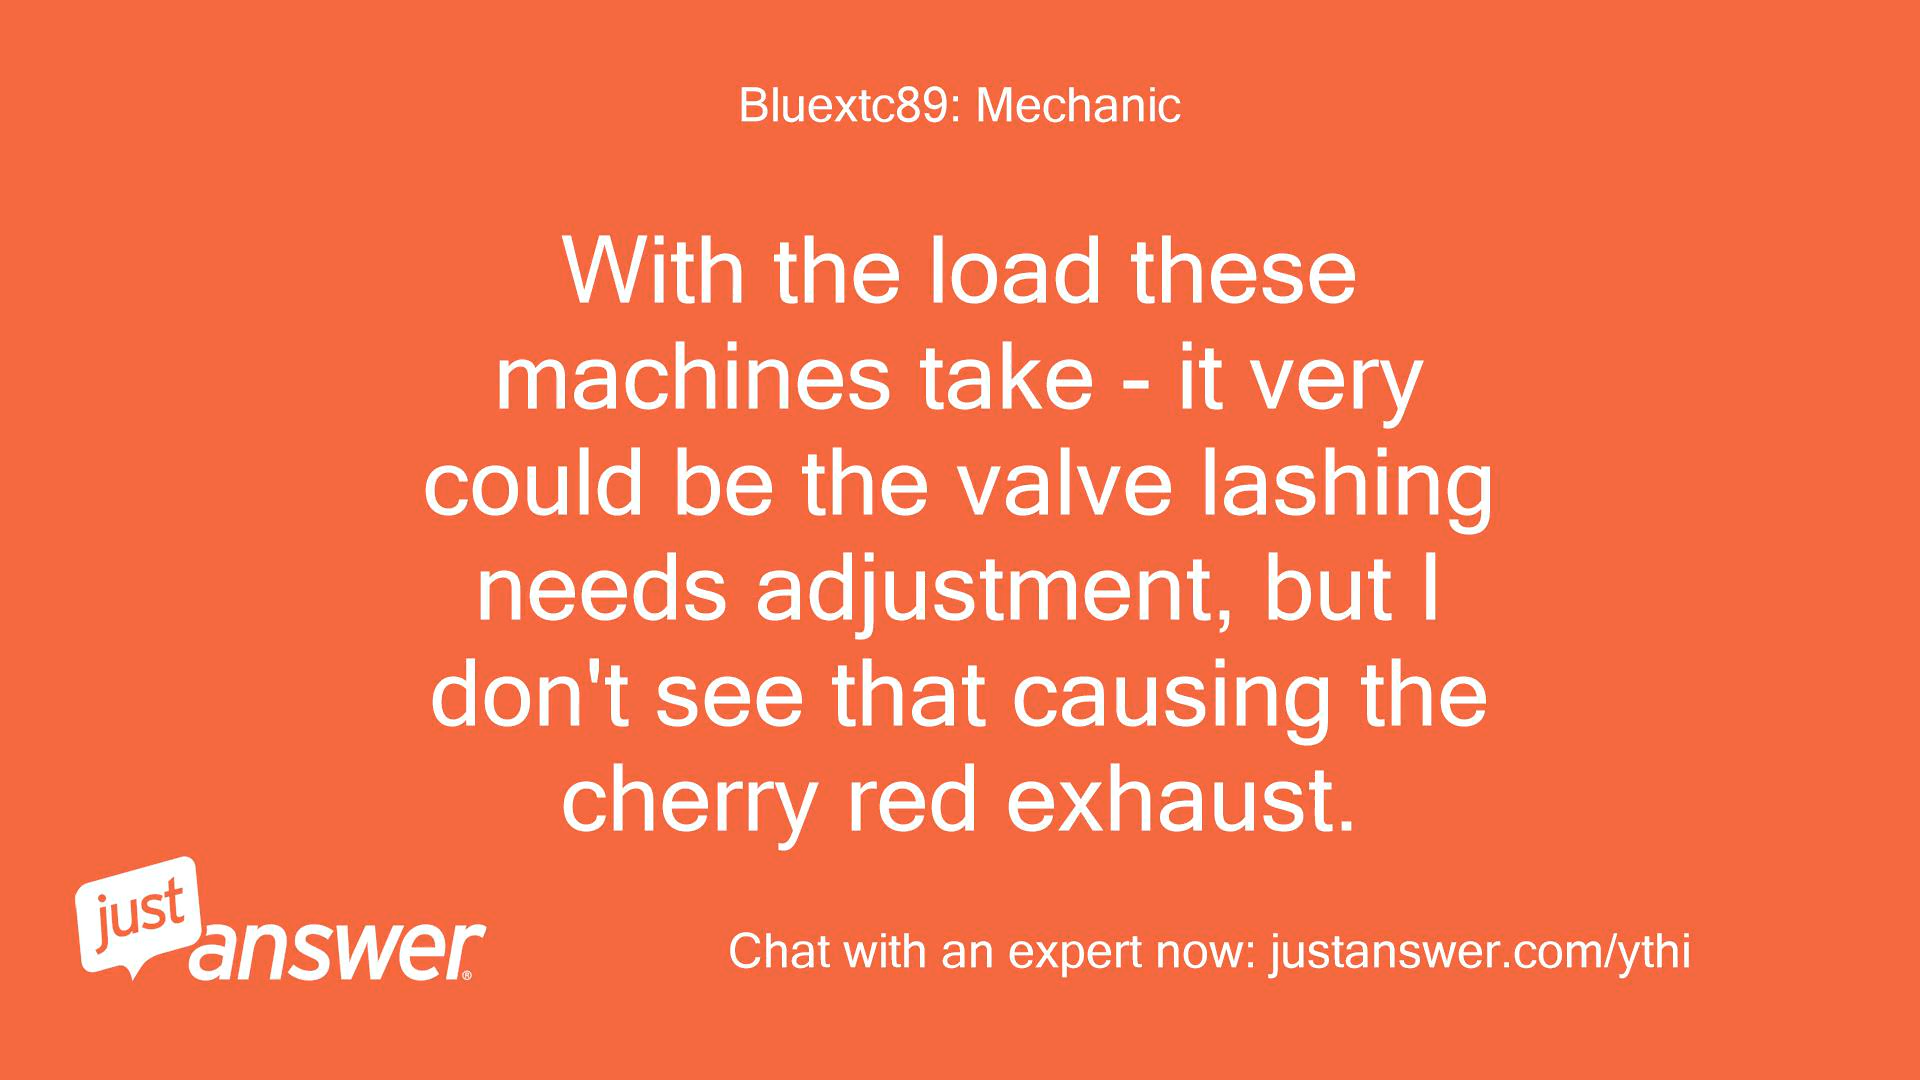 Bluextc89: Mechanic
With the load these
machines take - it very
could be the valve lashing
needs adjustment, but I
don't see that causing the
cherry red exhaust.
just
answer®
Chat with an expert now: justanswer.com/ythi